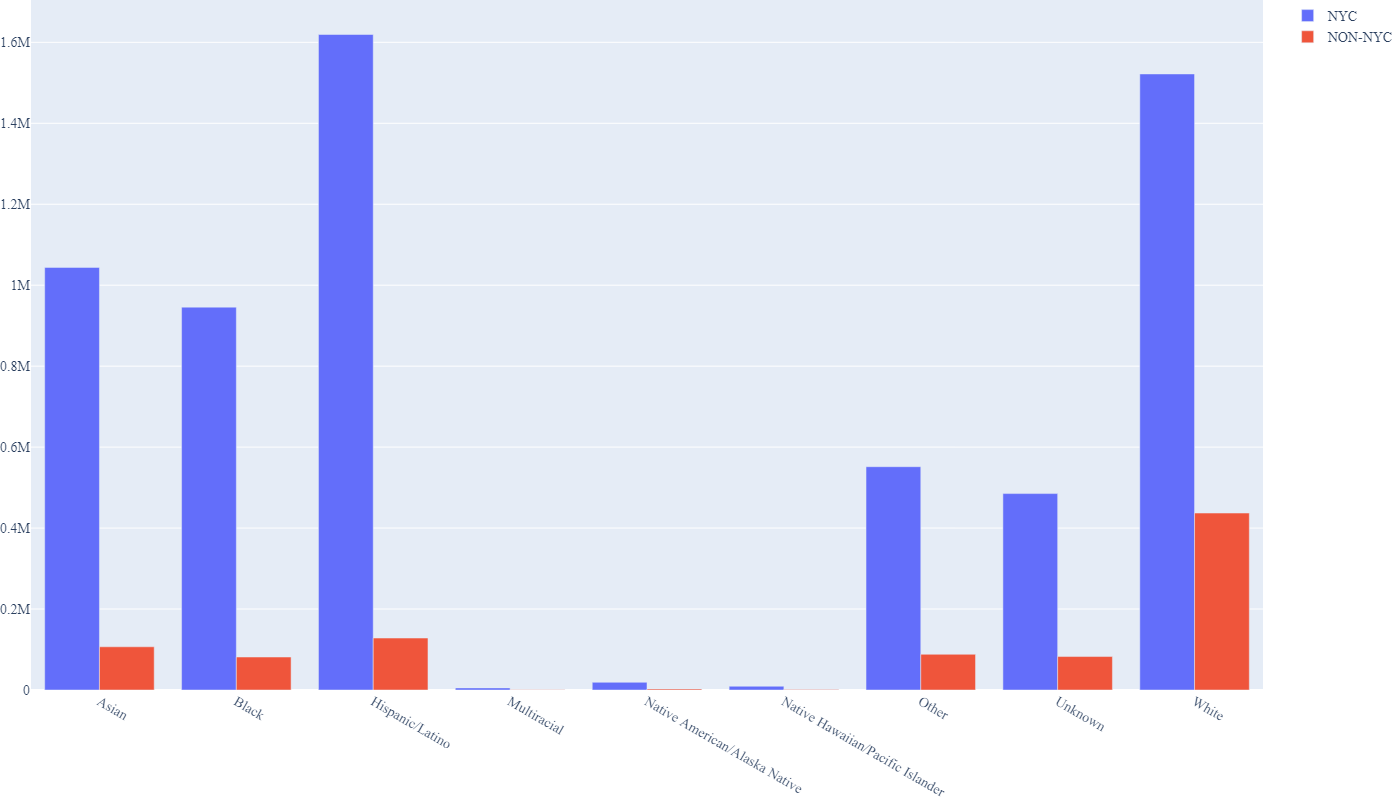 NYC
NON-NYC
1.6M
1.4M
1.2M
1M
0.8M
0.6M
0.4M
0.2M
0
Asian
Black
Hispanic/Latino
Multiracial
Native American/Alaska Native
Native Hawaiian/Pacific Islander
Other
Unknown
White